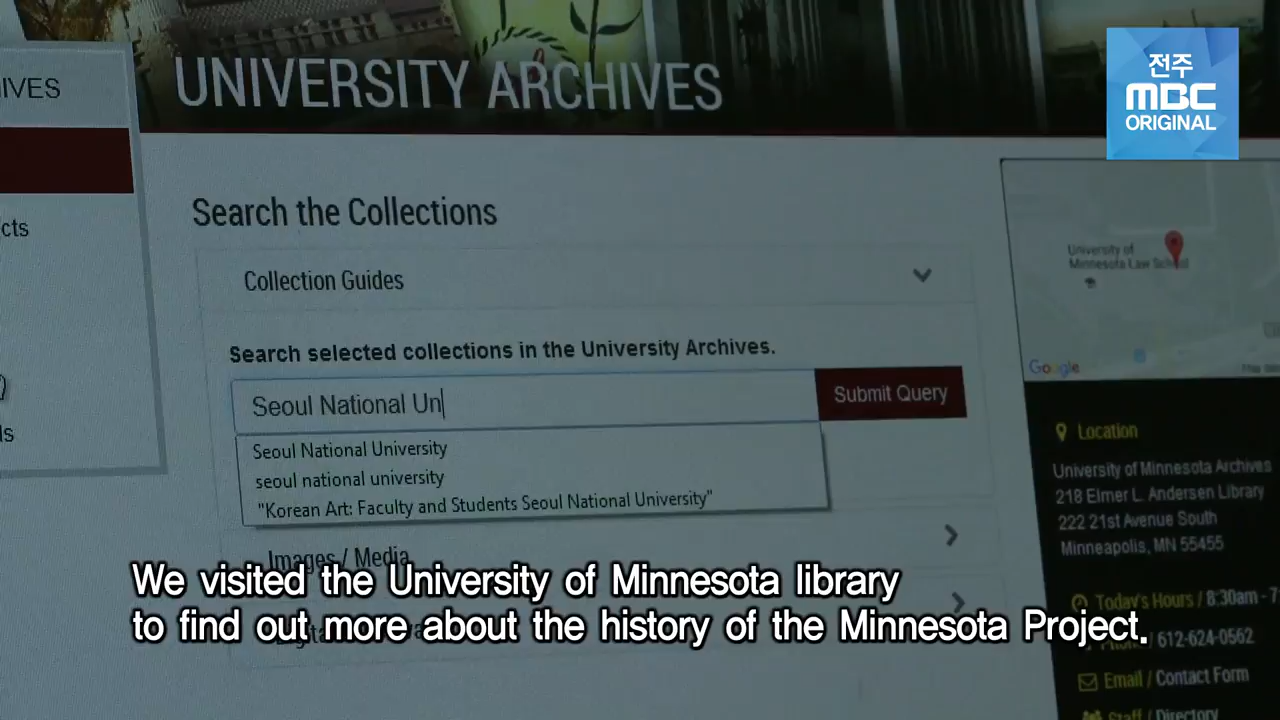 전주
MBC
ORIGINAL
UNIVERSITY ARCHIVES
Search the Collections
Collection Guides
Search selected collections in the University Archives.
Seoul National Un
Submit Query
Seoul National University
seoul national university
"Korean Art: Faculty and Students Seoul National University"
Images / Media
University of
Minnesota Law School
Google
Location
University of Minnesota Archives
218 Elmer L. Andersen Library
222 21st Avenue South
Minneapolis, MN 55455
Today's Hours / 8:30am - 7
/ 612-624-0562
Email / Contact Form
Staff / Directory
We visited the University of Minnesota library
to find out more about the history of the Minnesota Project.